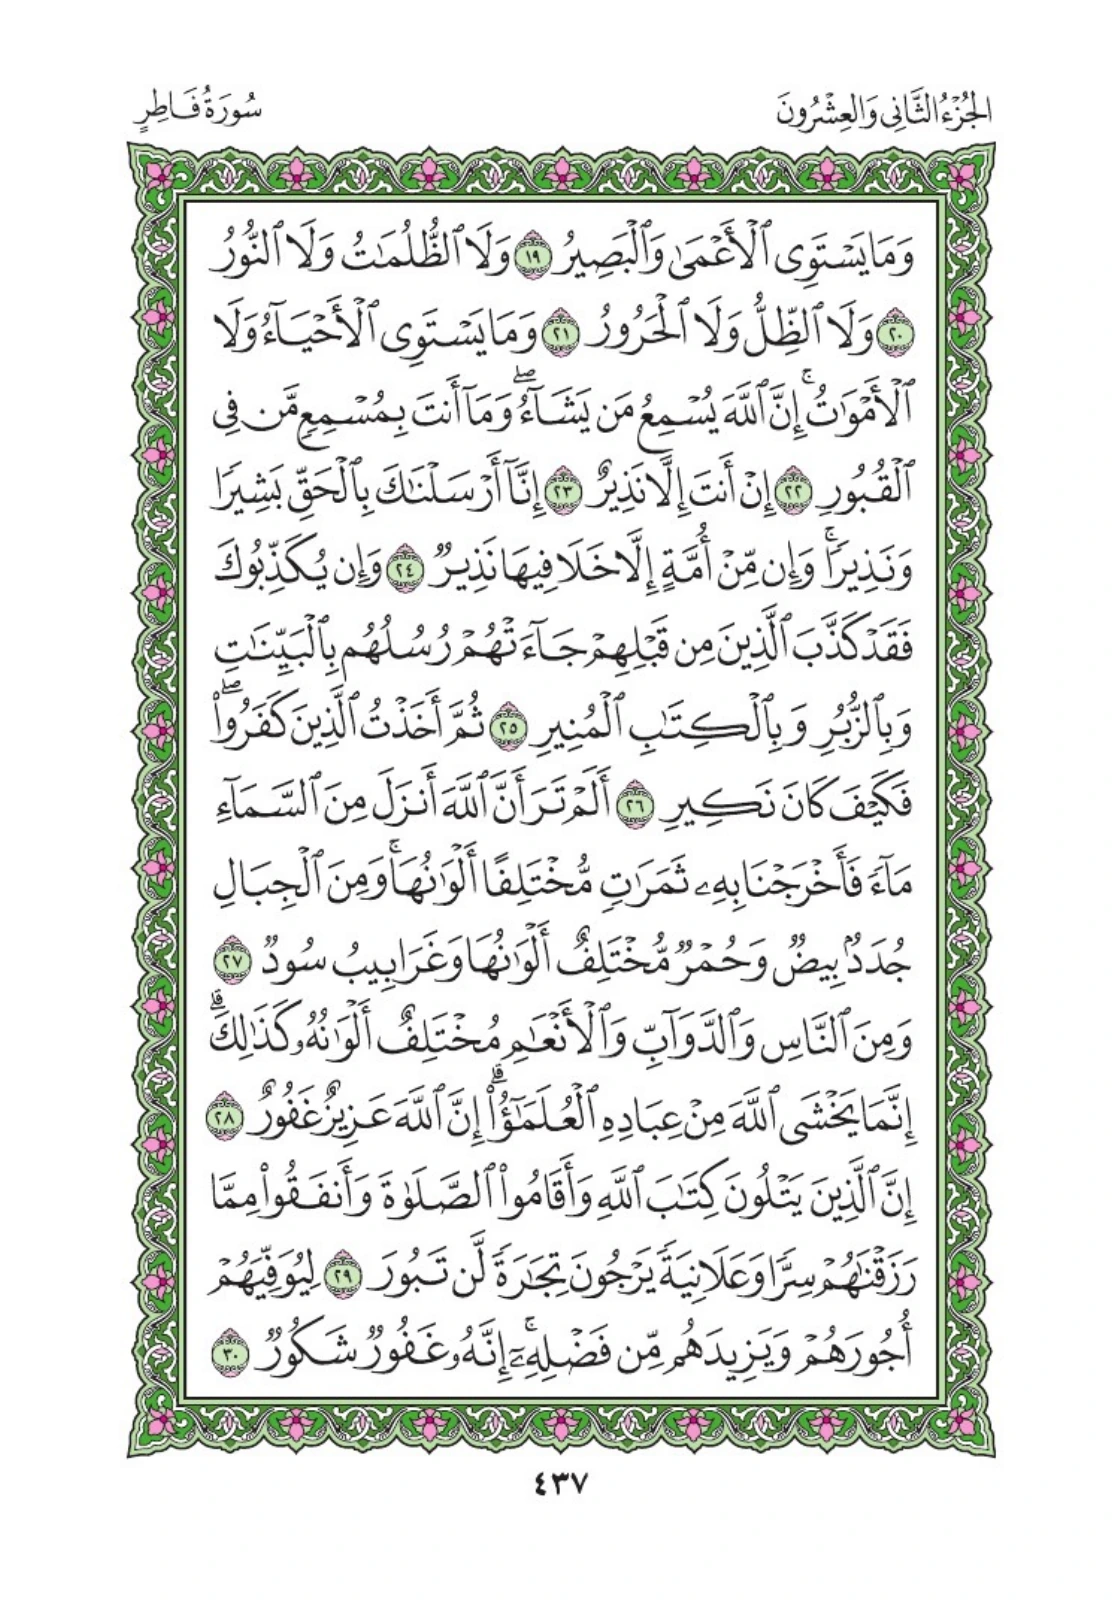 الجُزْءُ الثَّانِي وَالعِشْرُونَ
سُورَةُ فَاطِرٍ
وَمَا يَسْتَوِى ٱلْأَعْمَىٰ وَٱلْبَصِيرُ ١٩ وَلَا ٱلظُّلُمَـٰتُ وَلَا ٱلنُّورُ
٢٠ وَلَا ٱلظِّلُّ وَلَا ٱلْحَرُورُ ٢١ وَمَا يَسْتَوِى ٱلْأَحْيَآءُ وَلَا
ٱلْأَمْوَٰتُ ۚ إِنَّ ٱللَّهَ يُسْمِعُ مَن يَشَآءُ ۖ وَمَآ أَنتَ بِمُسْمِعٍ مَّن فِى
ٱلْقُبُورِ ٢٢ إِنْ أَنتَ إِلَّا نَذِيرٌ ٢٣ إِنَّآ أَرْسَلْنَـٰكَ بِٱلْحَقِّ بَشِيرًا
وَنَذِيرًا ۚ وَإِن مِّنْ أُمَّةٍ إِلَّا خَلَا فِيهَا نَذِيرٌ ٢٤ وَإِن يُكَذِّبُوكَ
فَقَدْ كَذَّبَ ٱلَّذِينَ مِن قَبْلِهِمْ جَآءَتْهُمْ رُسُلُهُم بِٱلْبَيِّنَـٰتِ
وَبِٱلزُّبُرِ وَبِٱلْكِتَـٰبِ ٱلْمُنِيرِ ٢٥ ثُمَّ أَخَذْتُ ٱلَّذِينَ كَفَرُوا۟ ۖ
فَكَيْفَ كَانَ نَكِيرِ ٢٦ أَلَمْ تَرَ أَنَّ ٱللَّهَ أَنزَلَ مِنَ ٱلسَّمَآءِ
مَآءً فَأَخْرَجْنَا بِهِۦ ثَمَرَٰتٍ مُّخْتَلِفًا أَلْوَٰنُهَا ۚ وَمِنَ ٱلْجِبَالِ
جُدَدٌۢ بِيضٌ وَحُمْرٌ مُّخْتَلِفٌ أَلْوَٰنُهَا وَغَرَابِيبُ سُودٌ ٢٧
وَمِنَ ٱلنَّاسِ وَٱلدَّوَآبِّ وَٱلْأَنْعَـٰمِ مُخْتَلِفٌ أَلْوَٰنُهُۥ كَذَٰلِكَ ۗ
إِنَّمَا يَخْشَى ٱللَّهَ مِنْ عِبَادِهِ ٱلْعُلَمَـٰٓؤُا۟ ۗ إِنَّ ٱللَّهَ عَزِيزٌ غَفُورٌ ٢٨
إِنَّ ٱلَّذِينَ يَتْلُونَ كِتَـٰبَ ٱللَّهِ وَأَقَامُوا۟ ٱلصَّلَوٰةَ وَأَنفَقُوا۟ مِمَّا
رَزَقْنَـٰهُمْ سِرًّا وَعَلَانِيَةً يَرْجُونَ تِجَـٰرَةً لَّن تَبُورَ ٢٩ لِيُوَفِّيَهُمْ
أُجُورَهُمْ وَيَزِيدَهُم مِّن فَضْلِهِۦٓ ۚ إِنَّهُۥ غَفُورٌ شَكُورٌ ٣٠
٤٣٧